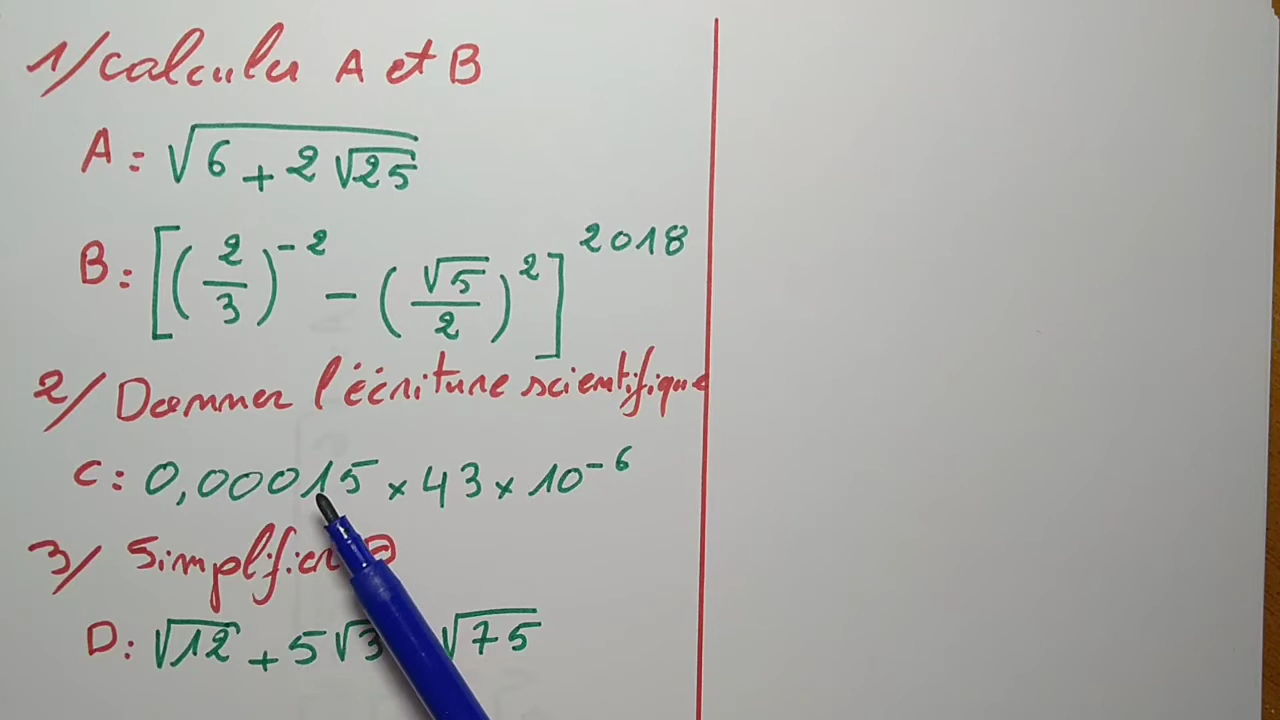 1/ calculer A et B
A: √(6 + 2√25)
B: [(2/3)⁻² - (√5/2)²]²⁰¹⁸
2/ Donner l'éécriture scientifique
C: 0,00015 × 43 × 10⁻⁶
3/ Simplifier
D: √12 + 5√3 √75